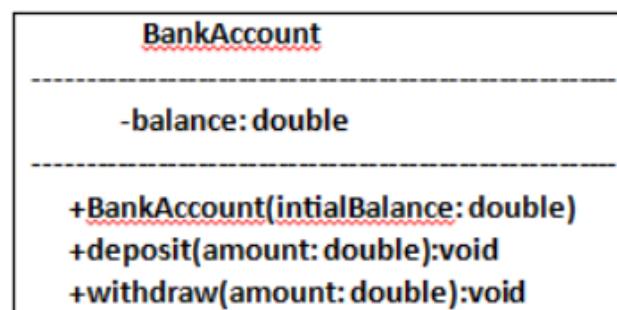 BankAccount
-balance: double
+BankAccount(intialBalance: double)
+deposit(amount: double):void
+withdraw(amount: double):void